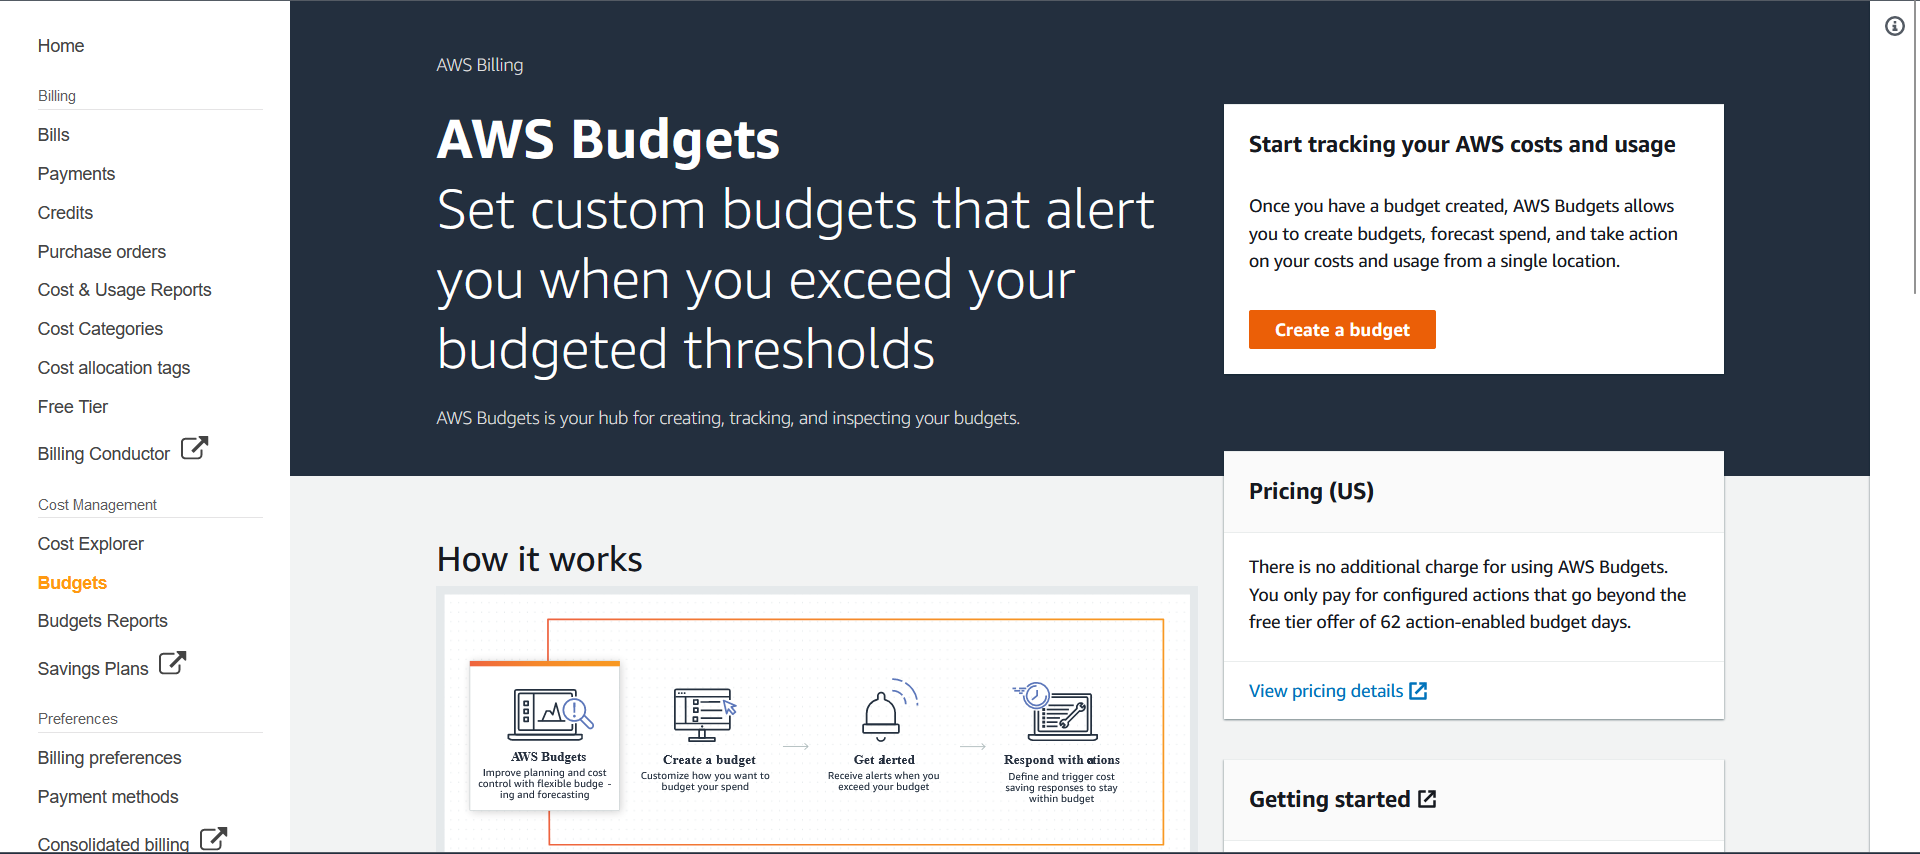 Home
Billing
Bills
Payments
Credits
Purchase orders
Cost & Usage Reports
Cost Categories
Cost allocation tags
Free Tier
Billing Conductor
Cost Management
Cost Explorer
Budgets
Budgets Reports
Savings Plans
Preferences
Billing preferences
Payment methods
Consolidated billing
AWS Billing
AWS Budgets
Set custom budgets that alert
you when you exceed your
budgeted thresholds
AWS Budgets is your hub for creating, tracking, and inspecting your budgets.
Start tracking your AWS costs and usage
Once you have a budget created, AWS Budgets allows
you to create budgets, forecast spend, and take action
on your costs and usage from a single location.
Create a budget
Pricing (US)
There is no additional charge for using AWS Budgets.
You only pay for configured actions that go beyond the
free tier offer of 62 action-enabled budget days.
View pricing details
Getting started
How it works
AWS Budgets
Improve planning and cost
control with flexible budge -
ing and forecasting
Create a budget
Customize how you want to
budget your spend
Get alerted
Receive alerts when you
exceed your budget
Respond with actions
Define and trigger cost
saving responses to stay
within budget